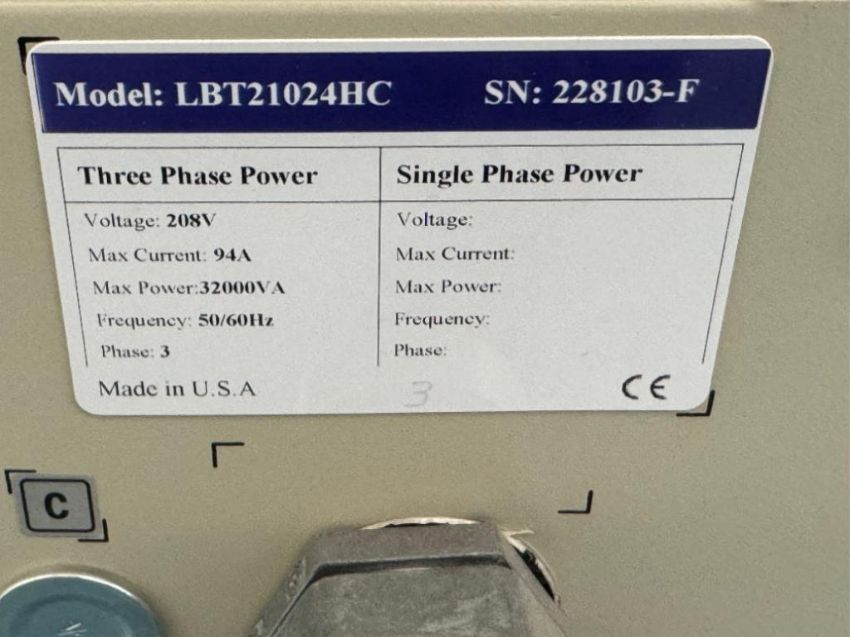 Model: LBT21024HC SN: 228103-F
Three Phase Power
Voltage: 208V
Max Current: 94A
Max Power:32000VA
Frequency: 50/60Hz
Phase: 3
Single Phase Power
Voltage:
Max Current:
Max Power:
Frequency:
Phase:
Made in U.S.A
3
CE
C